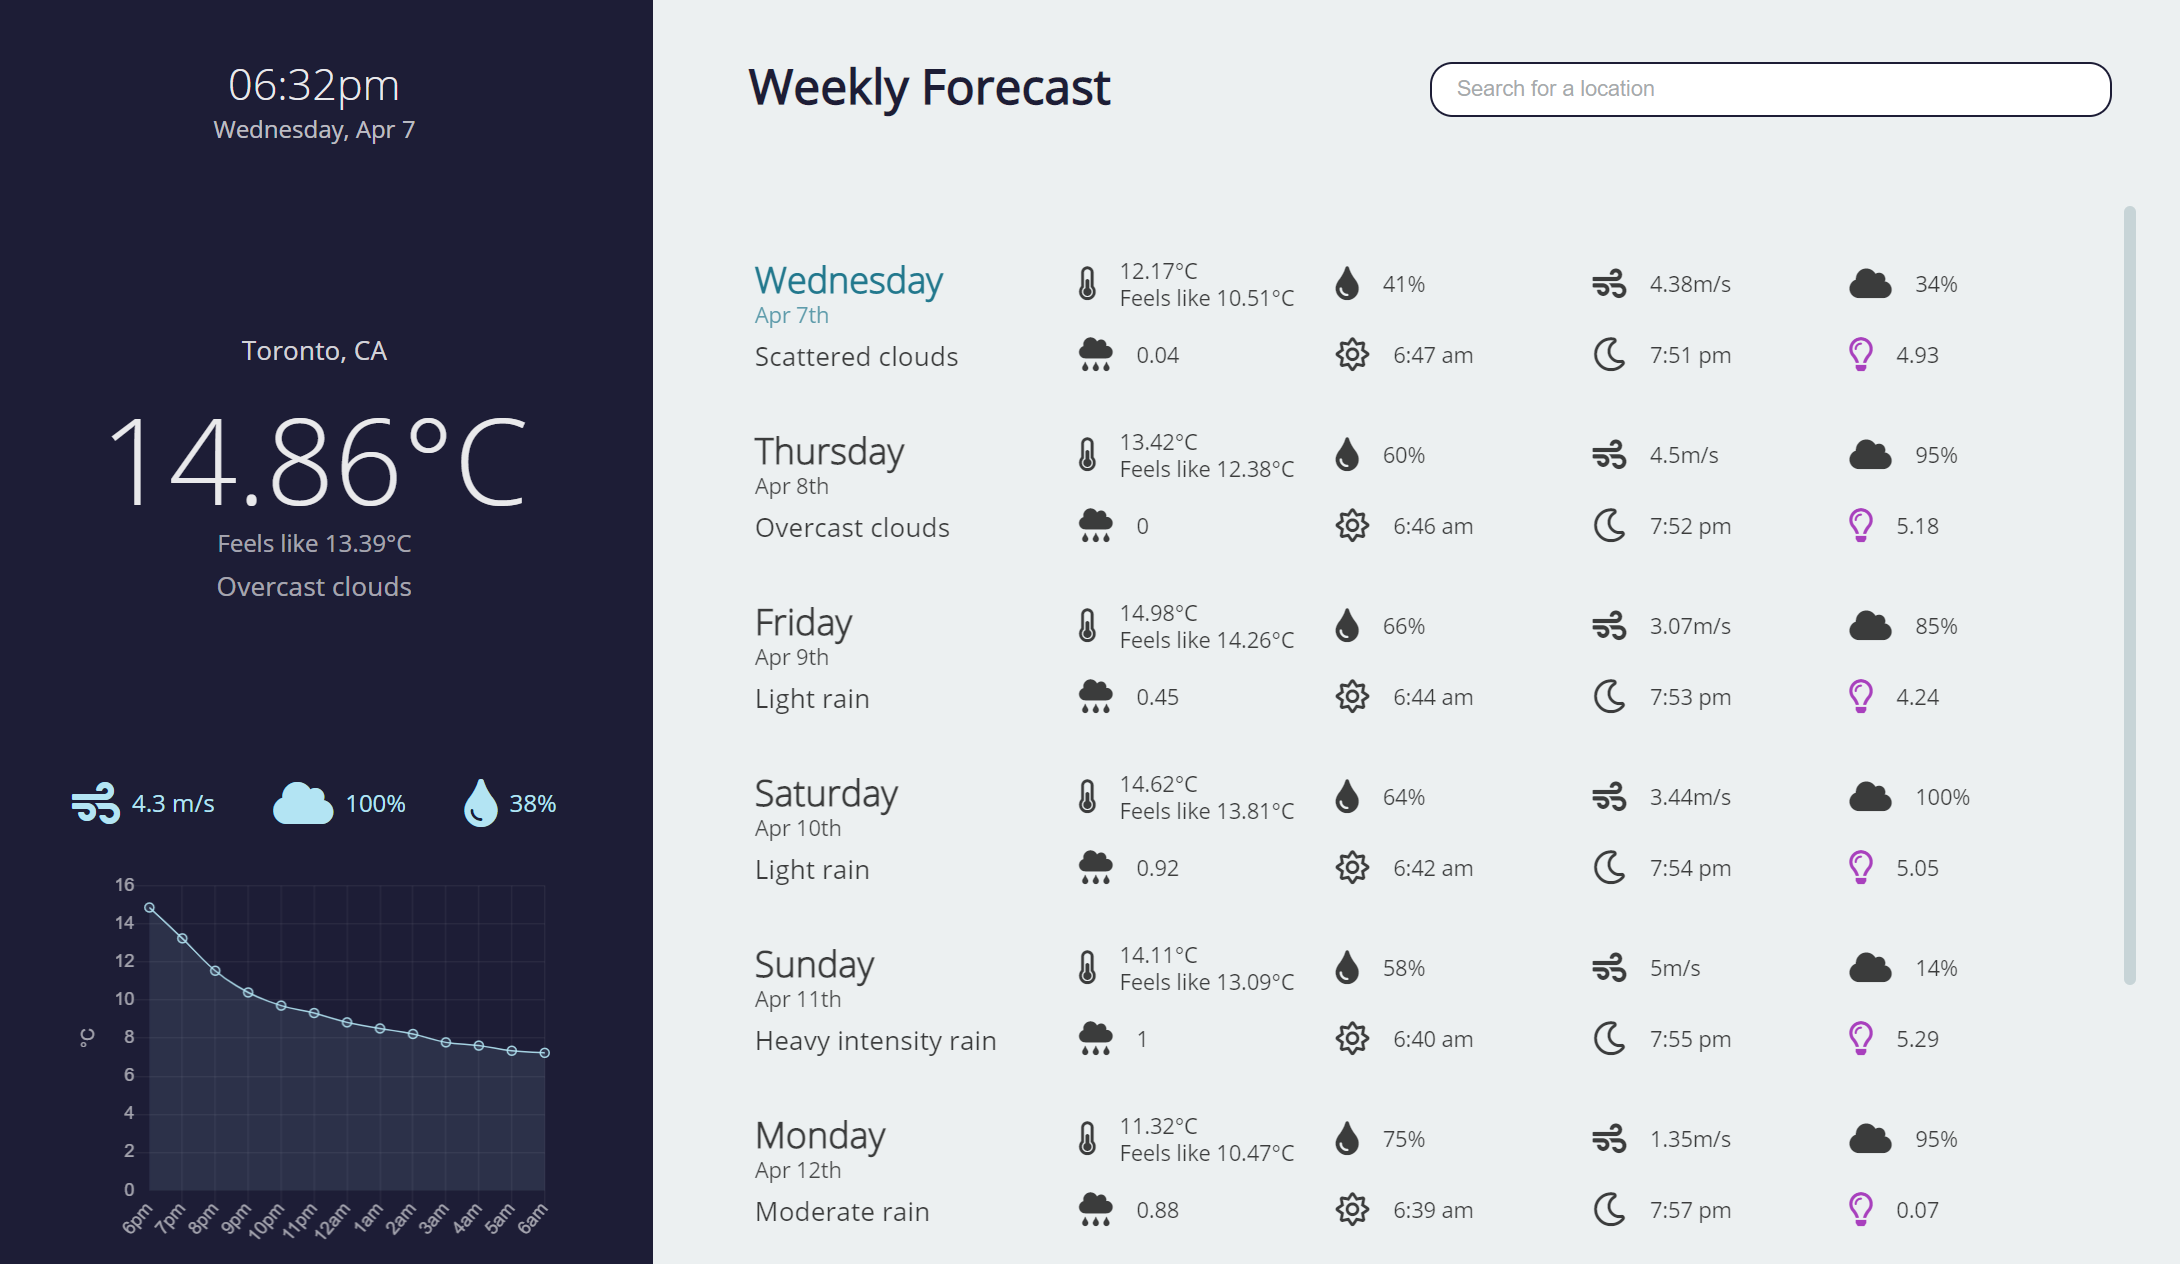 06:32pm
Wednesday, Apr 7
Toronto, CA
14.86°C
Feels like 13.39°C
Overcast clouds
4.3 m/s
100%
38%
16
14
12
10
8
6
4
2
0
°C
6pm
7pm
8pm
9pm
10pm
11pm
12am
1am
2am
3am
4am
5am
6am
Weekly Forecast
Search for a location
Wednesday
Apr 7th
Scattered clouds
12.17°C
Feels like 10.51°C
41%
4.38m/s
34%
0.04
6:47 am
7:51 pm
4.93
Thursday
Apr 8th
Overcast clouds
13.42°C
Feels like 12.38°C
60%
4.5m/s
95%
0
6:46 am
7:52 pm
5.18
Friday
Apr 9th
Light rain
14.98°C
Feels like 14.26°C
66%
3.07m/s
85%
0.45
6:44 am
7:53 pm
4.24
Saturday
Apr 10th
Light rain
14.62°C
Feels like 13.81°C
64%
3.44m/s
100%
0.92
6:42 am
7:54 pm
5.05
Sunday
Apr 11th
Heavy intensity rain
14.11°C
Feels like 13.09°C
58%
5m/s
14%
1
6:40 am
7:55 pm
5.29
Monday
Apr 12th
Moderate rain
11.32°C
Feels like 10.47°C
75%
1.35m/s
95%
0.88
6:39 am
7:57 pm
0.07